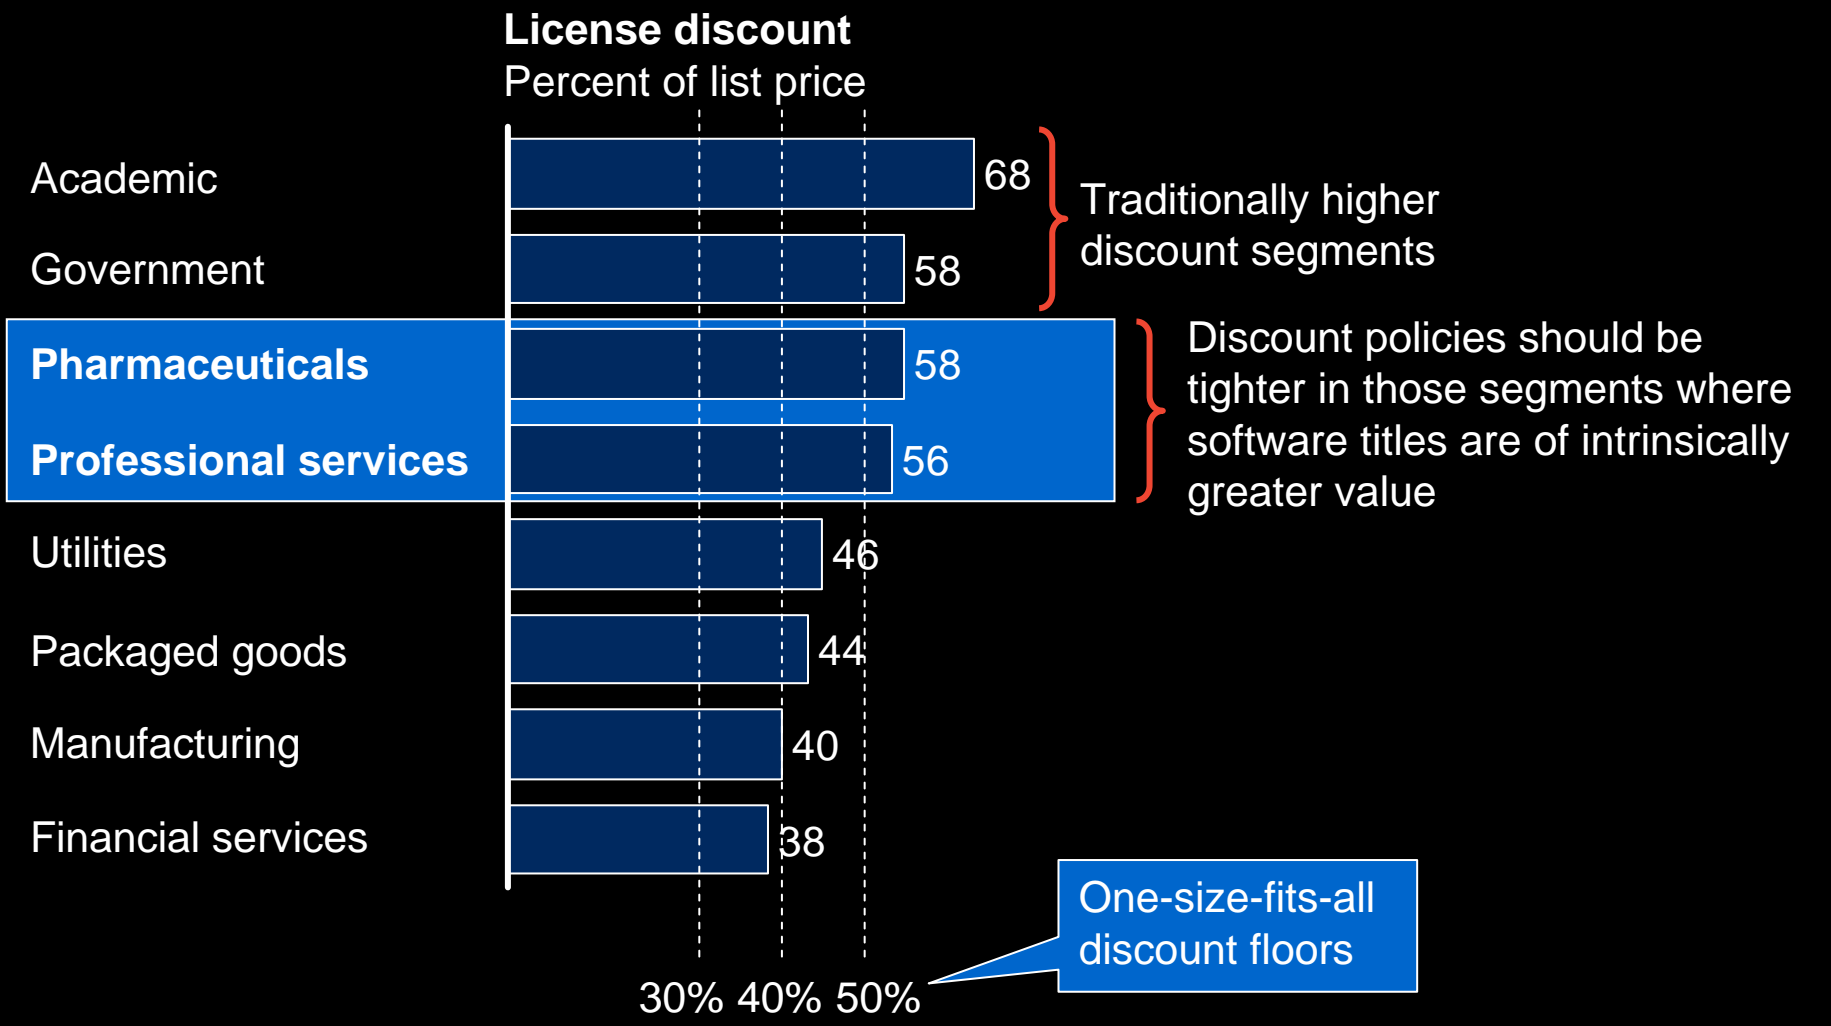 License discount
Percent of list price
Academic
68
Government
58
Traditionally higher
discount segments
Pharmaceuticals
58
Professional services
56
Discount policies should be
tighter in those segments where
software titles are of intrinsically
greater value
Utilities
46
Packaged goods
44
Manufacturing
40
Financial services
38
One-size-fits-all
discount floors
30% 40% 50%